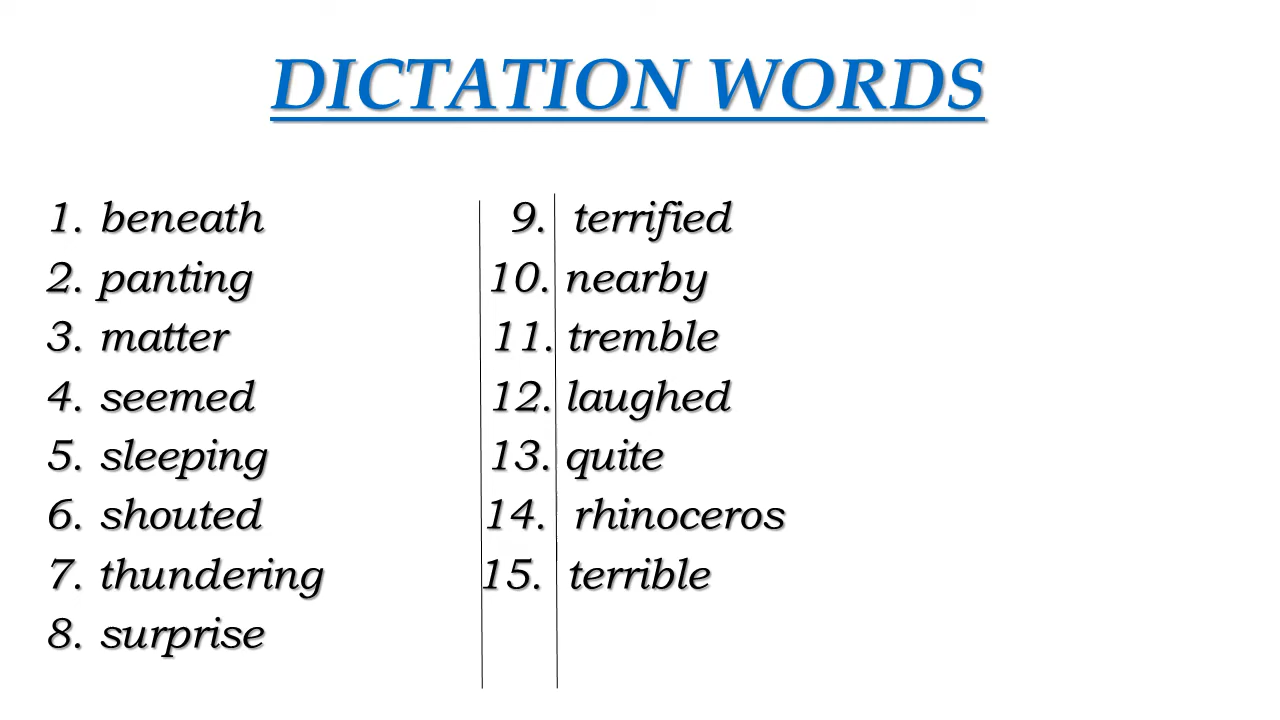 DICTATION WORDS
1. beneath
2. panting
3. matter
4. seemed
5. sleeping
6. shouted
7. thundering
8. surprise
9. terrified
10. nearby
11. tremble
12. laughed
13. quite
14. rhinoceros
15. terrible